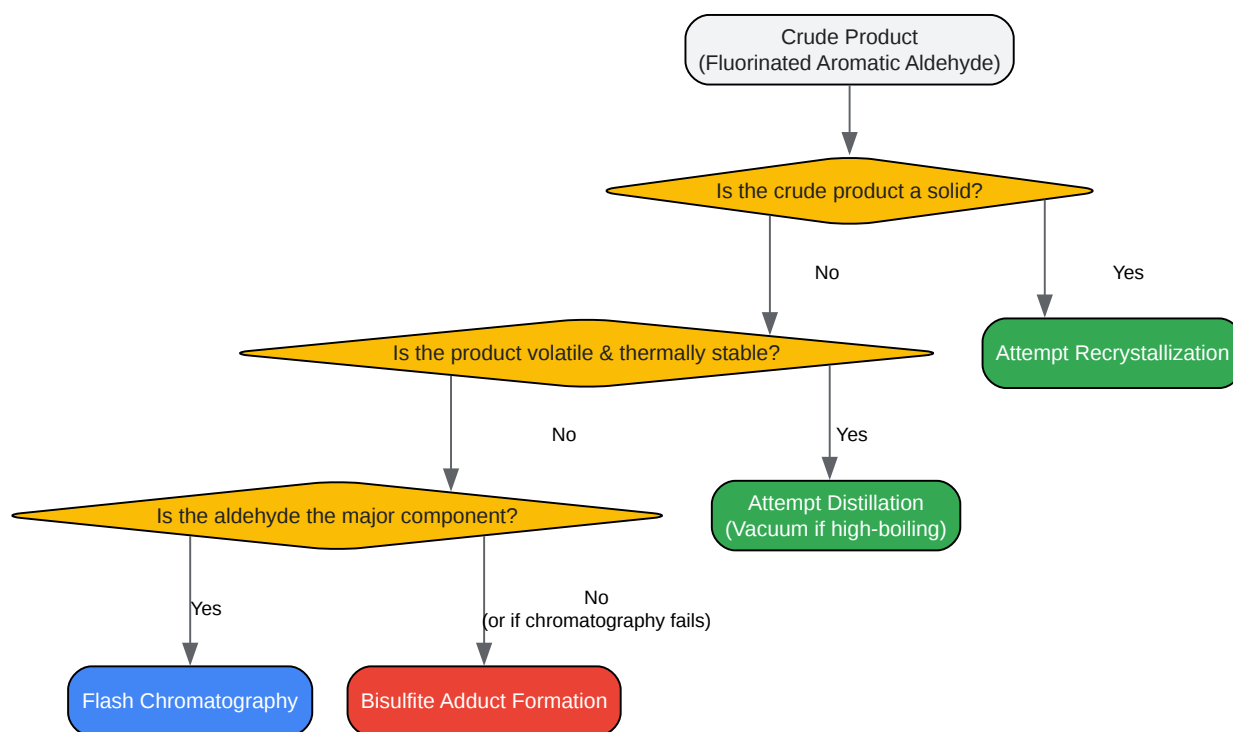 Crude Product
(Fluorinated Aromatic Aldehyde)
Is the crude product a solid?
No
Yes
Is the product volatile & thermally stable?
Attempt Recrystallization
No
Yes
Is the aldehyde the major component?
Attempt Distillation
(Vacuum if high-boiling)
Yes
No
(or if chromatography fails)
Flash Chromatography
Bisulfite Adduct Formation